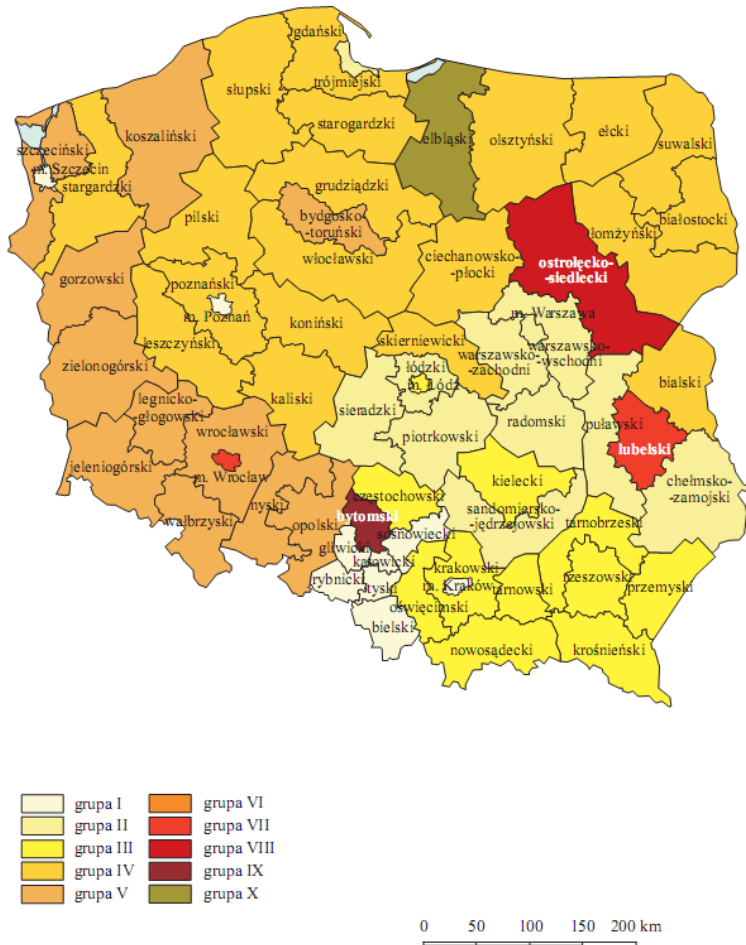 gdański
trójmiejski
słupski
koszaliński
starogardzki
elbląski
olsztyński
ełcki
suwalski
szczeciński
m. Szczecin
stargardzki
grudziądzki
bydgosko-
-toruński
włocławski
pilski
białostocki
łomżyński
ciechanowsko-
-płocki
ostrołęcko-
-siedlecki
gorzowski
poznański
m. Poznań
koniński
m. Warszawa
skierniewicki
warszawsko-
-zachodni
warszawsko-
-wschodni
leszczyński
zielonogórski
kaliski
łódzki
m. Łódź
bialski
sieradzki
legnicko-
-głogowski
wrocławski
piotrkowski
radomski
puławski
lubelski
jeleniogórski
m. Wrocław
chełmsko-
-zamojski
kielecki
częstochowski
wałbrzyski
nyski
opolski
bytomski
sandomiersko-
-jędrzejowski
tarnobrzeski
sosnowiecki
gliwicki
katowicki
rybnicki
tyski
krakowski
m. Kraków
tarnowski
rzeszowski
przemyski
oświęcimski
bielski
nowosądecki
krośnieński
grupa I
grupa II
grupa III
grupa IV
grupa V
grupa VI
grupa VII
grupa VIII
grupa IX
grupa X
0 50 100 150 200 km